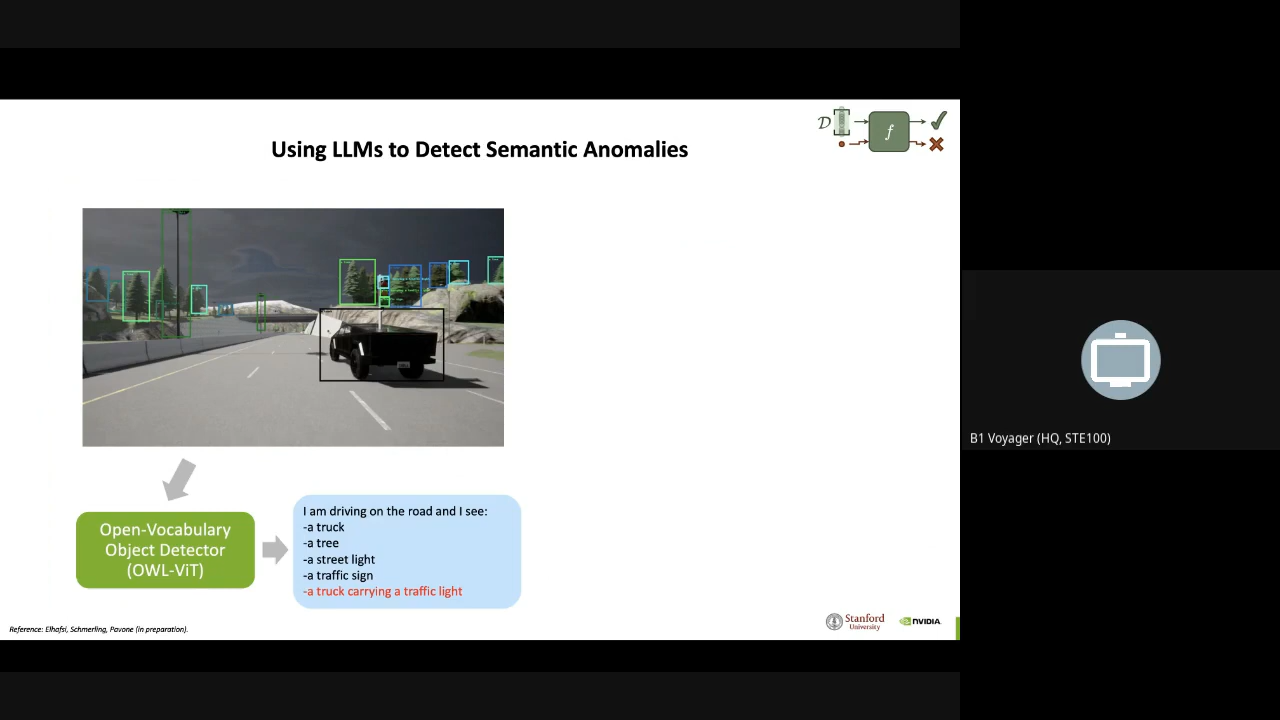 Using LLMs to Detect Semantic Anomalies
𝒟
f
Open-Vocabulary
Object Detector
(OWL-ViT)
I am driving on the road and I see:
-a truck
-a tree
-a street light
-a traffic sign
-a truck carrying a traffic light
Reference: Elhafsi, Schmerling, Pavone (in preparation).
Stanford
University
NVIDIA
B1 Voyager (HQ, STE100)